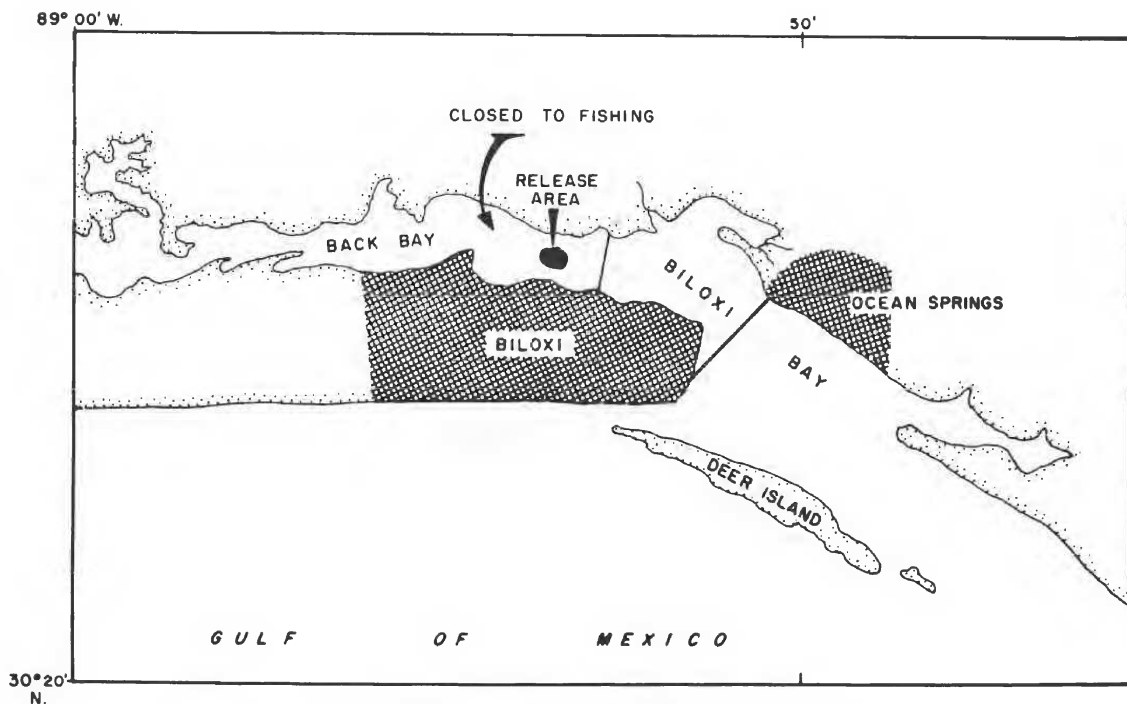 89° 00' W.
50'
CLOSED TO FISHING
RELEASE
AREA
BACK BAY
BILOXI
BAY
OCEAN SPRINGS
BILOXI
DEER ISLAND
GULF OF MEXICO
30° 20'
N.